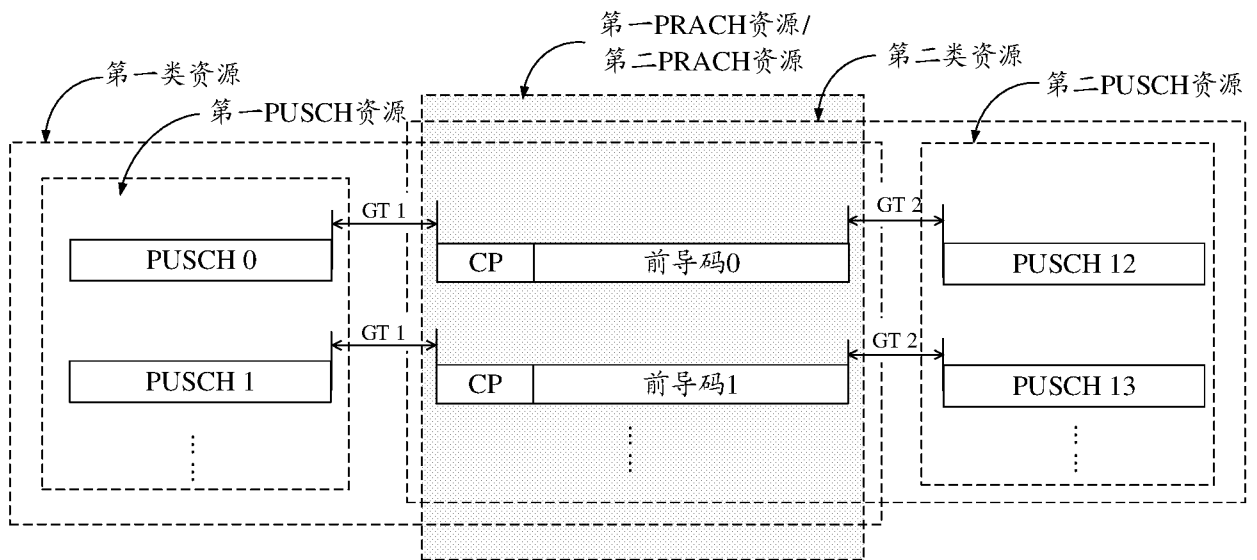 第一PRACH资源/
第二PRACH资源
第一类资源
第二类资源
第一PUSCH资源
第二PUSCH资源
GT 1
GT 2
PUSCH 0
CP
前导码0
PUSCH 12
GT 1
GT 2
PUSCH 1
CP
前导码1
PUSCH 13